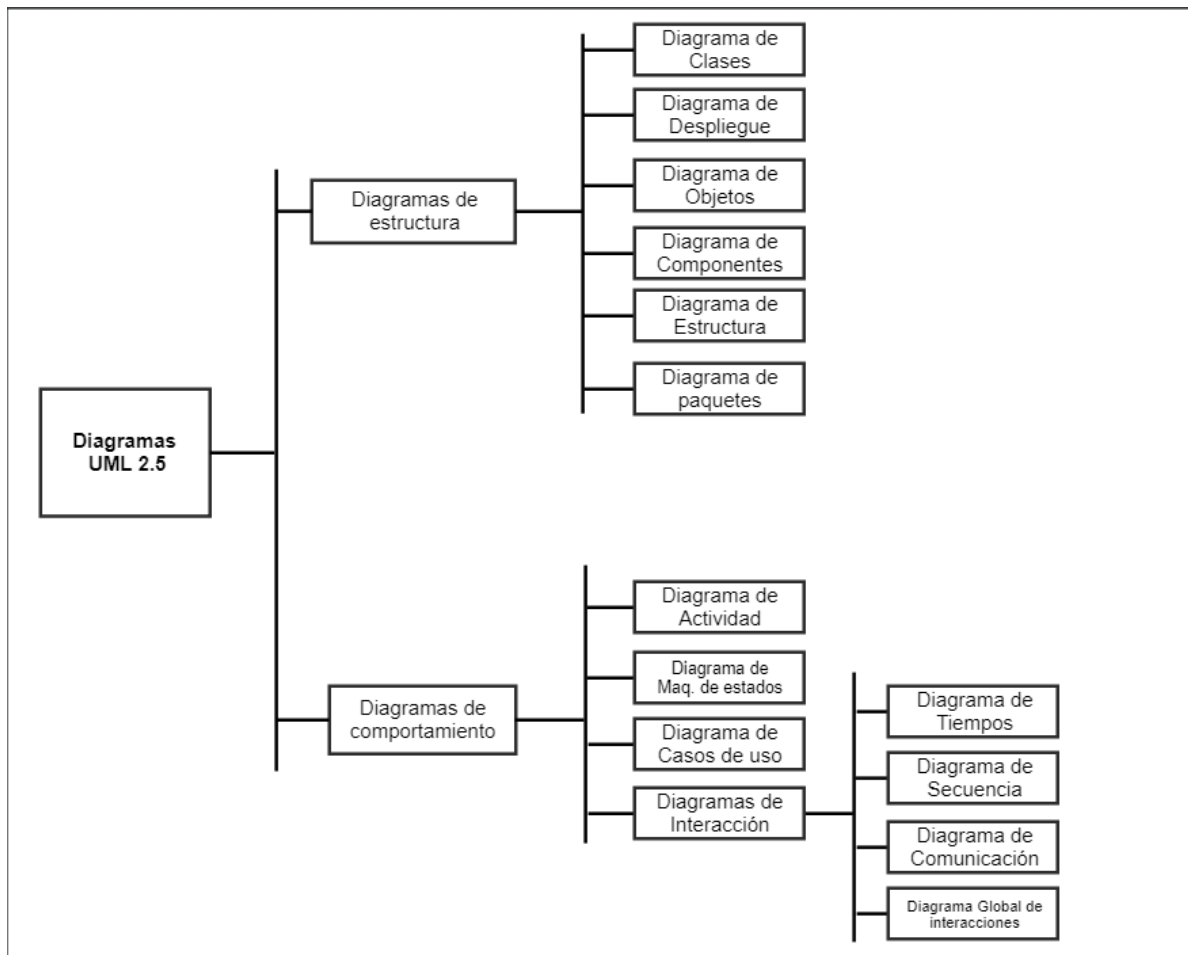 Diagramas
UML 2.5
Diagramas de
estructura
Diagrama de
Clases
Diagrama de
Despliegue
Diagrama de
Objetos
Diagrama de
Componentes
Diagrama de
Estructura
Diagrama de
paquetes
Diagramas de
comportamiento
Diagrama de
Actividad
Diagrama de
Maq. de estados
Diagrama de
Casos de uso
Diagramas de
Interacción
Diagrama de
Tiempos
Diagrama de
Secuencia
Diagrama de
Comunicación
Diagrama Global de
interacciones